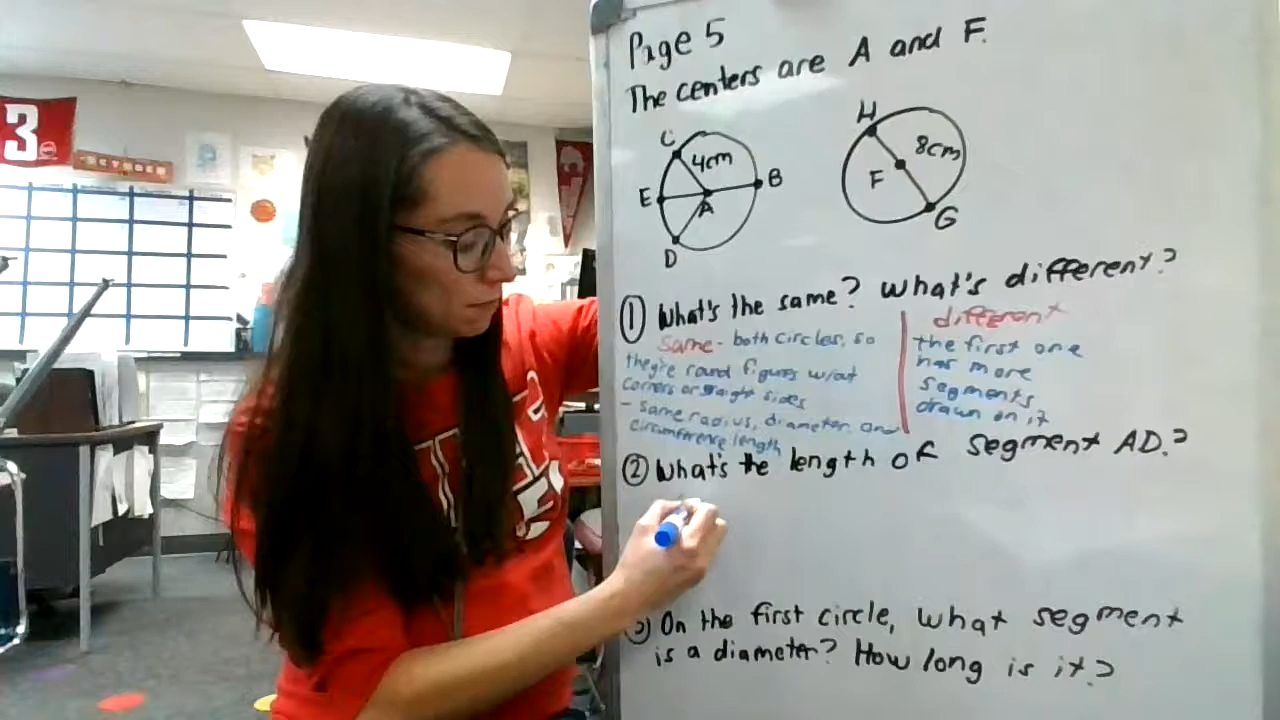 3
Page 5
The centers are A and F.
C
4cm
E
B
A
D
H
8cm
F
G
① What's the same? What's different?
Same - both circles, so
they're round figures w/out
corners or straight sides
- same radius, diameter, and
circumference length
different
the first one
has more
segments
drawn on it
② What's the length of segment AD?
③ On the first circle, what segment
is a diameter? How long is it?